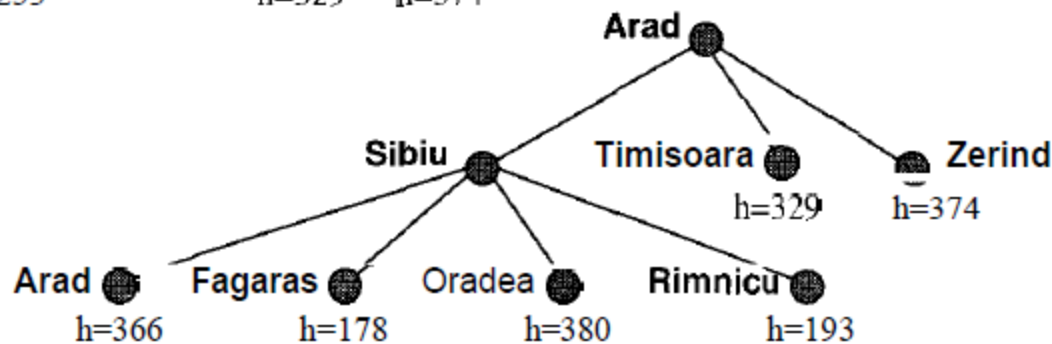 Arad
Sibiu Timisoara Zerind
h=329 h=374
Arad Fagaras Oradea Rimnicu
h=366 h=178 h=380 h=193